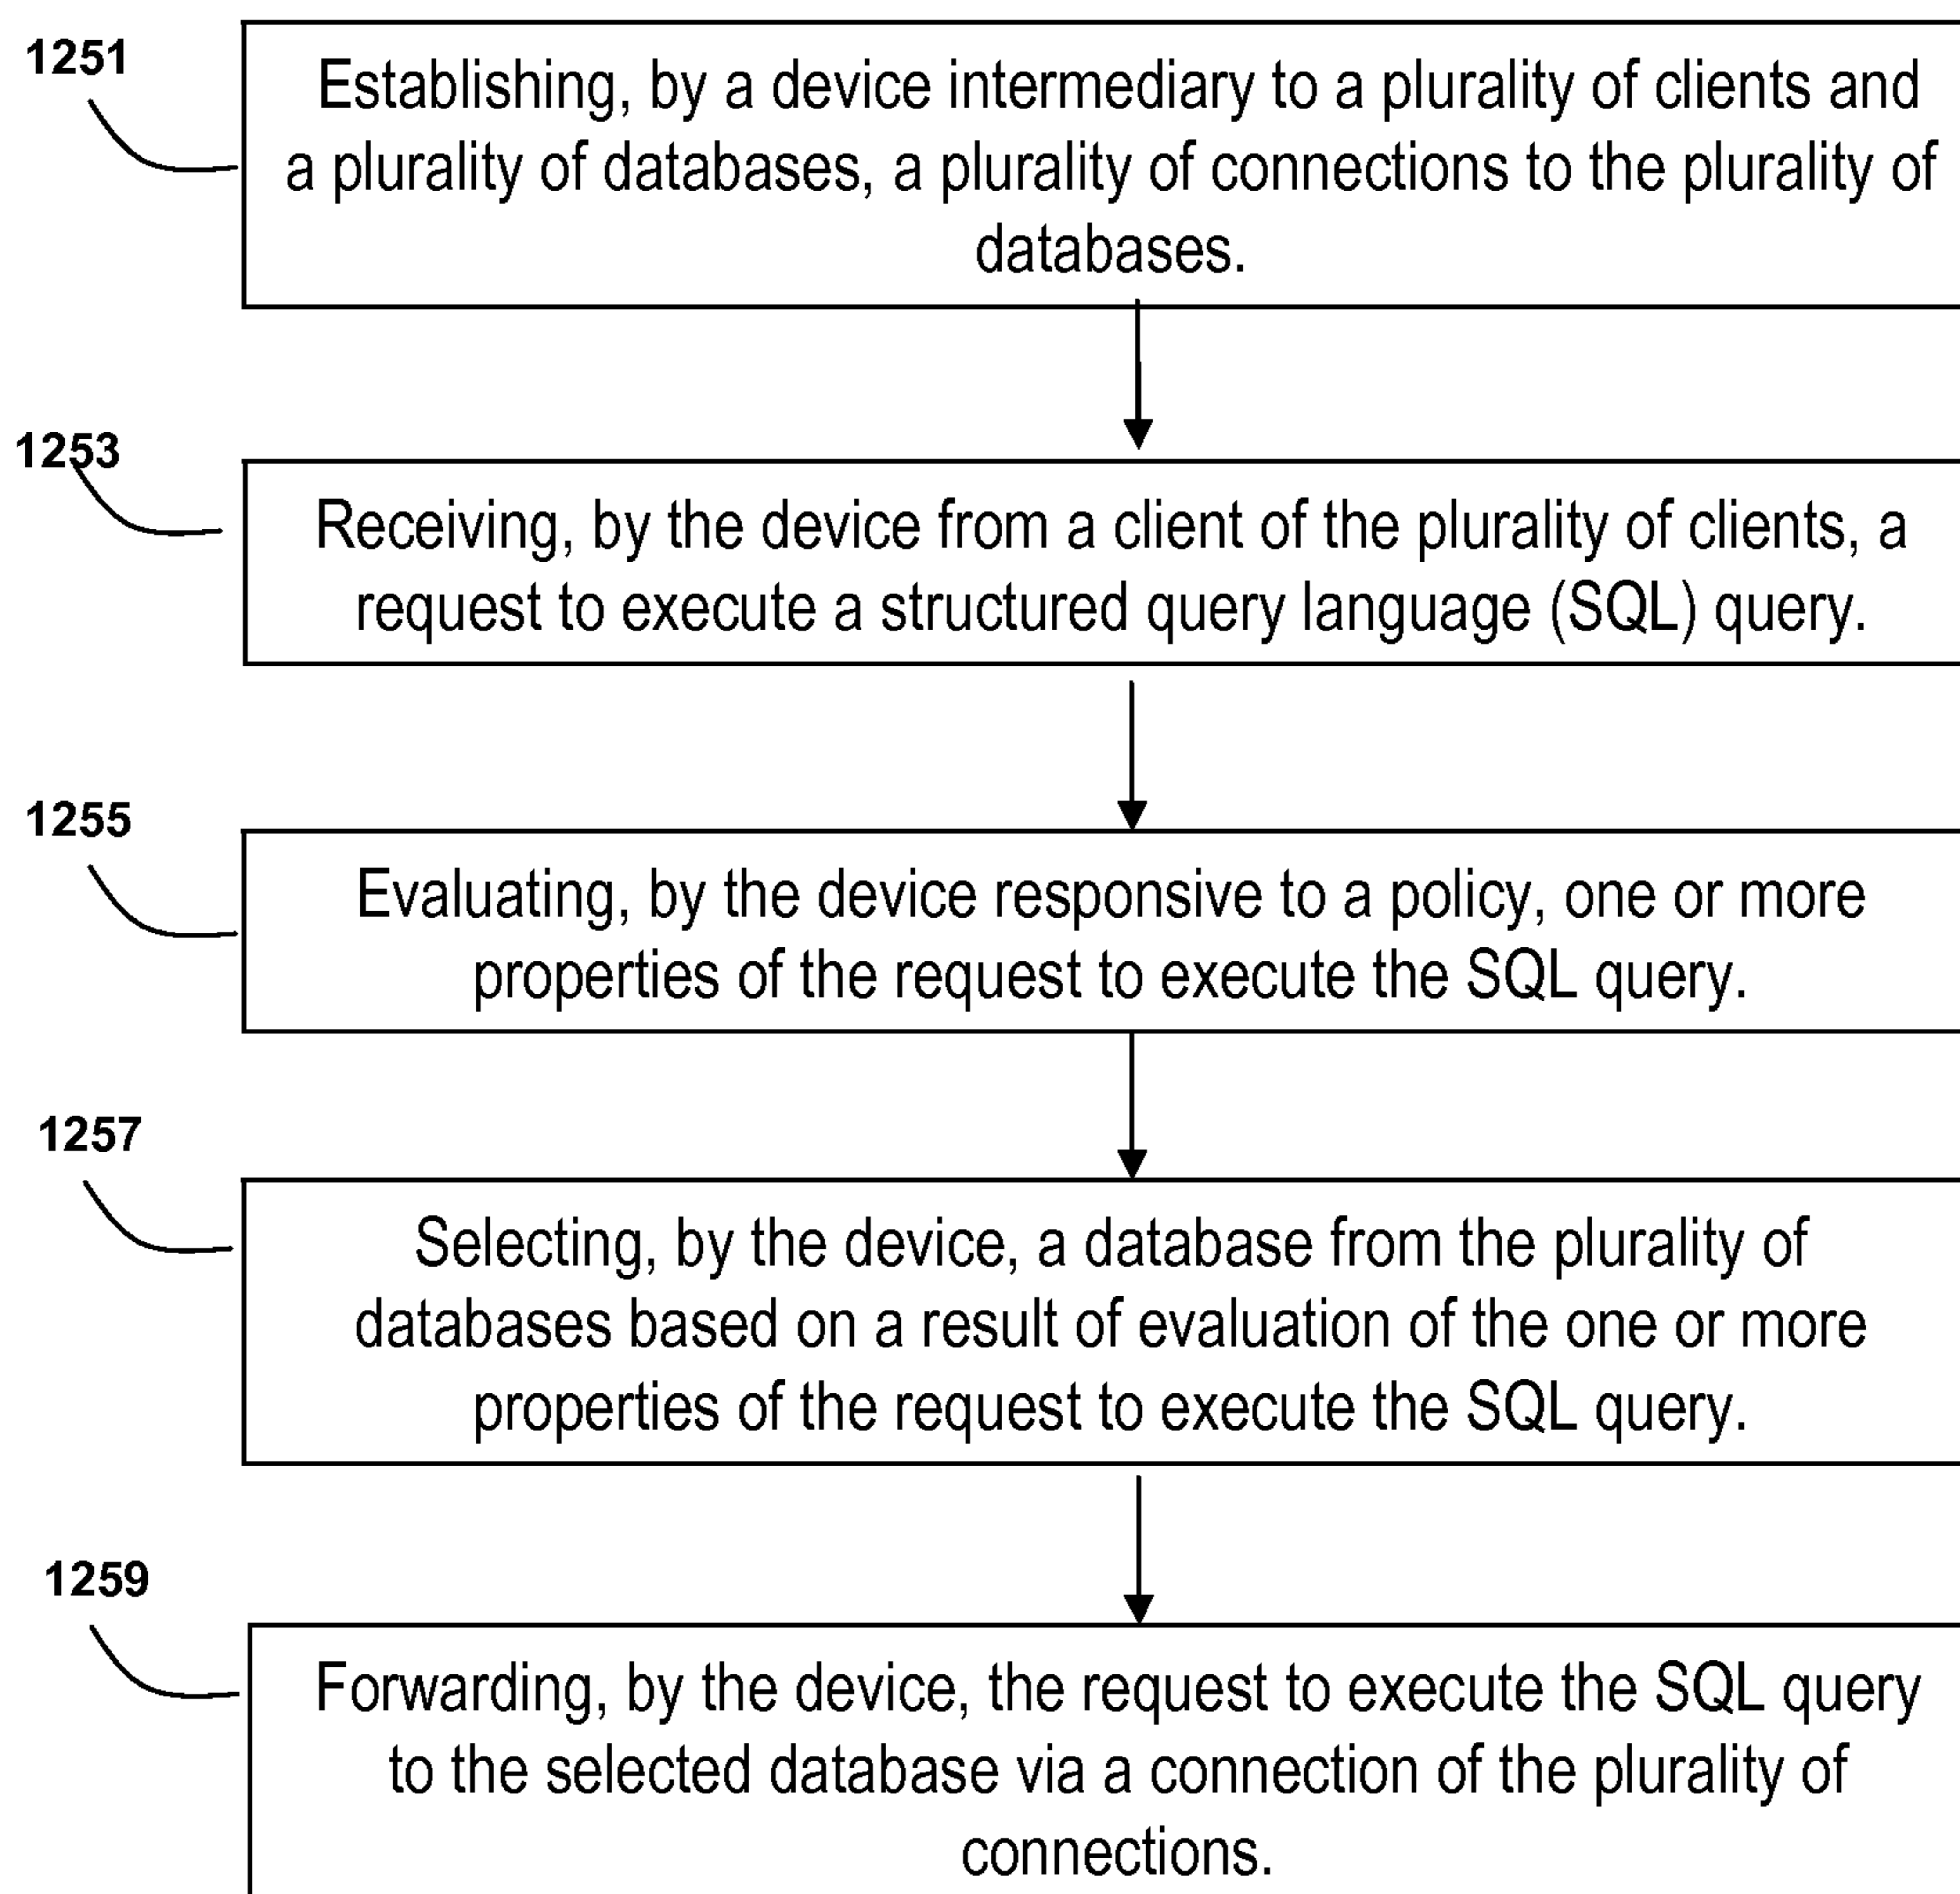 1251
Establishing, by a device intermediary to a plurality of clients and
a plurality of databases, a plurality of connections to the plurality of
databases.
1253
Receiving, by the device from a client of the plurality of clients, a
request to execute a structured query language (SQL) query.
1255
Evaluating, by the device responsive to a policy, one or more
properties of the request to execute the SQL query.
1257
Selecting, by the device, a database from the plurality of
databases based on a result of evaluation of the one or more
properties of the request to execute the SQL query.
1259
Forwarding, by the device, the request to execute the SQL query
to the selected database via a connection of the plurality of
connections.